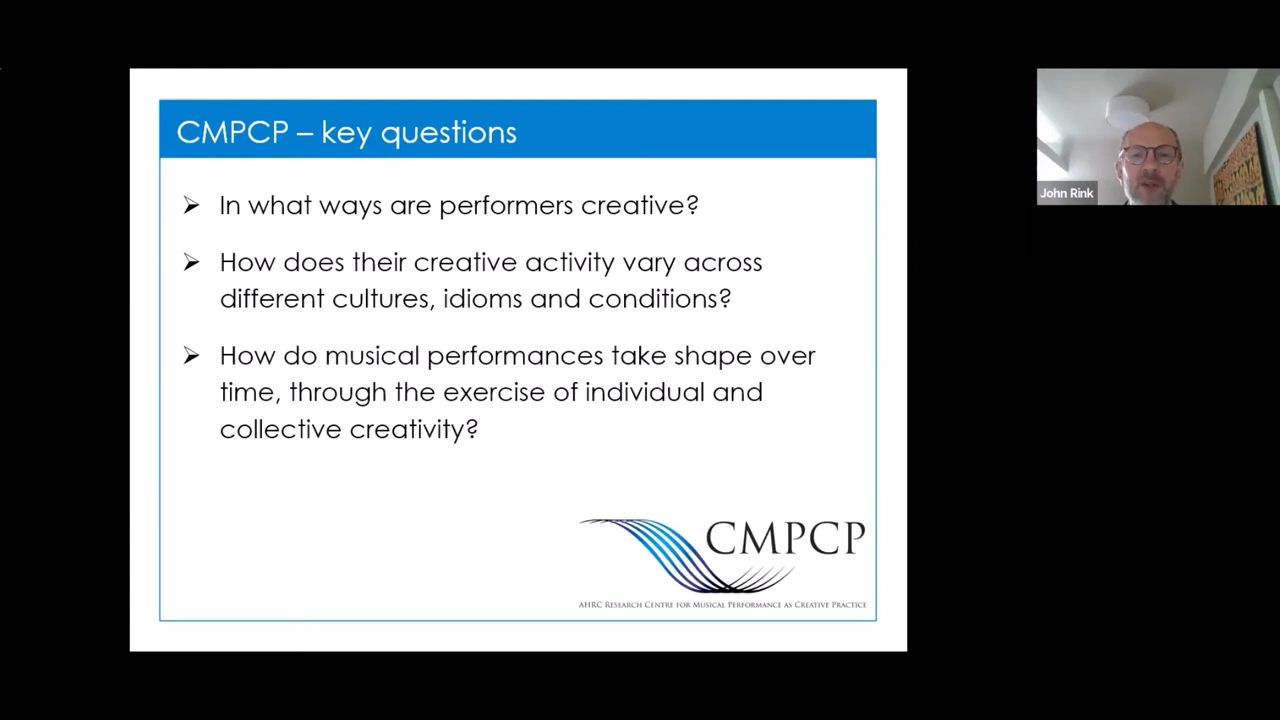 CMPCP – key questions
In what ways are performers creative?
How does their creative activity vary across
different cultures, idioms and conditions?
How do musical performances take shape over
time, through the exercise of individual and
collective creativity?
CMPCP
AHRC Research Centre for Musical Performance as Creative Practice
John Rink